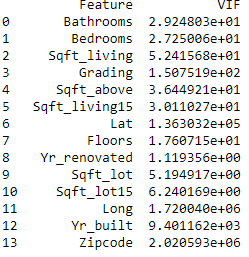 Feature VIF
0 Bathrooms 2.924803e+01
1 Bedrooms 2.725006e+01
2 Sqft_living 5.241568e+01
3 Grading 1.507519e+02
4 Sqft_above 3.644921e+01
5 Sqft_living15 3.011027e+01
6 Lat 1.363032e+05
7 Floors 1.760715e+01
8 Yr_renovated 1.119356e+00
9 Sqft_lot 5.194917e+00
10 Sqft_lot15 6.240169e+00
11 Long 1.720040e+06
12 Yr_built 9.401162e+03
13 Zipcode 2.020593e+06